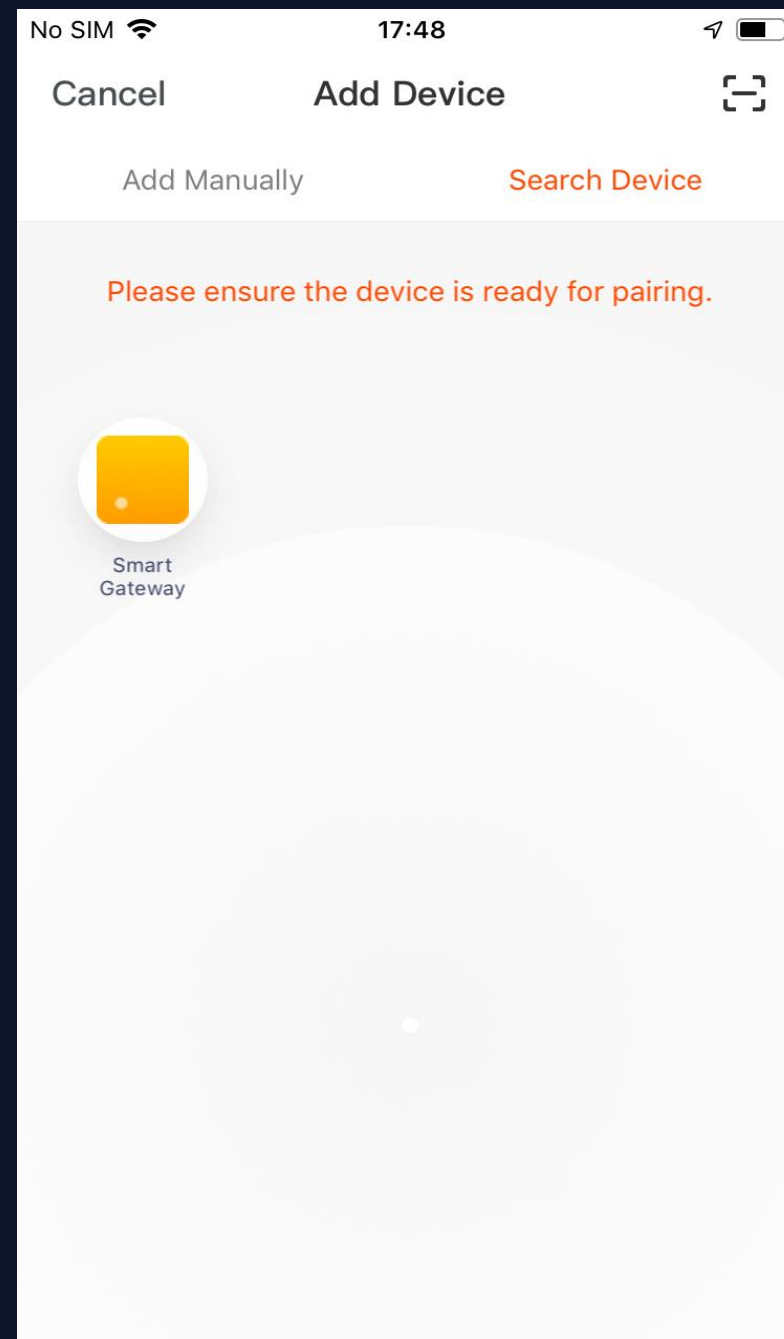 No SIM 17:48
Cancel Add Device
Add Manually Search Device
Please ensure the device is ready for pairing.
Smart
Gateway